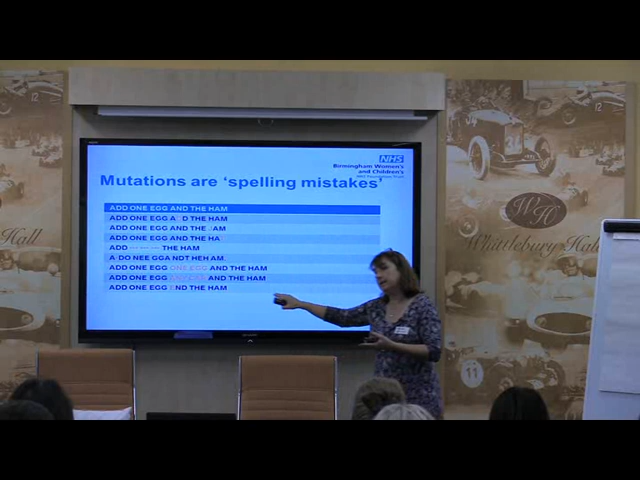 NHS
Birmingham Women's
and Children's
NHS Foundation Trust
Mutations are 'spelling mistakes'
ADD ONE EGG AND THE HAM
ADD ONE EGG A D THE HAM
ADD ONE EGG AND THE AM
ADD ONE EGG AND THE HA
ADD --- --- --- THE HAM
A DO NEE GGA NDT HEH AM
ADD ONE EGG ONE EGG AND THE HAM
ADD ONE EGG AND THE HAM
ADD ONE EGG ND THE HAM
WH
Whittlebury Hall
Hall
12
11